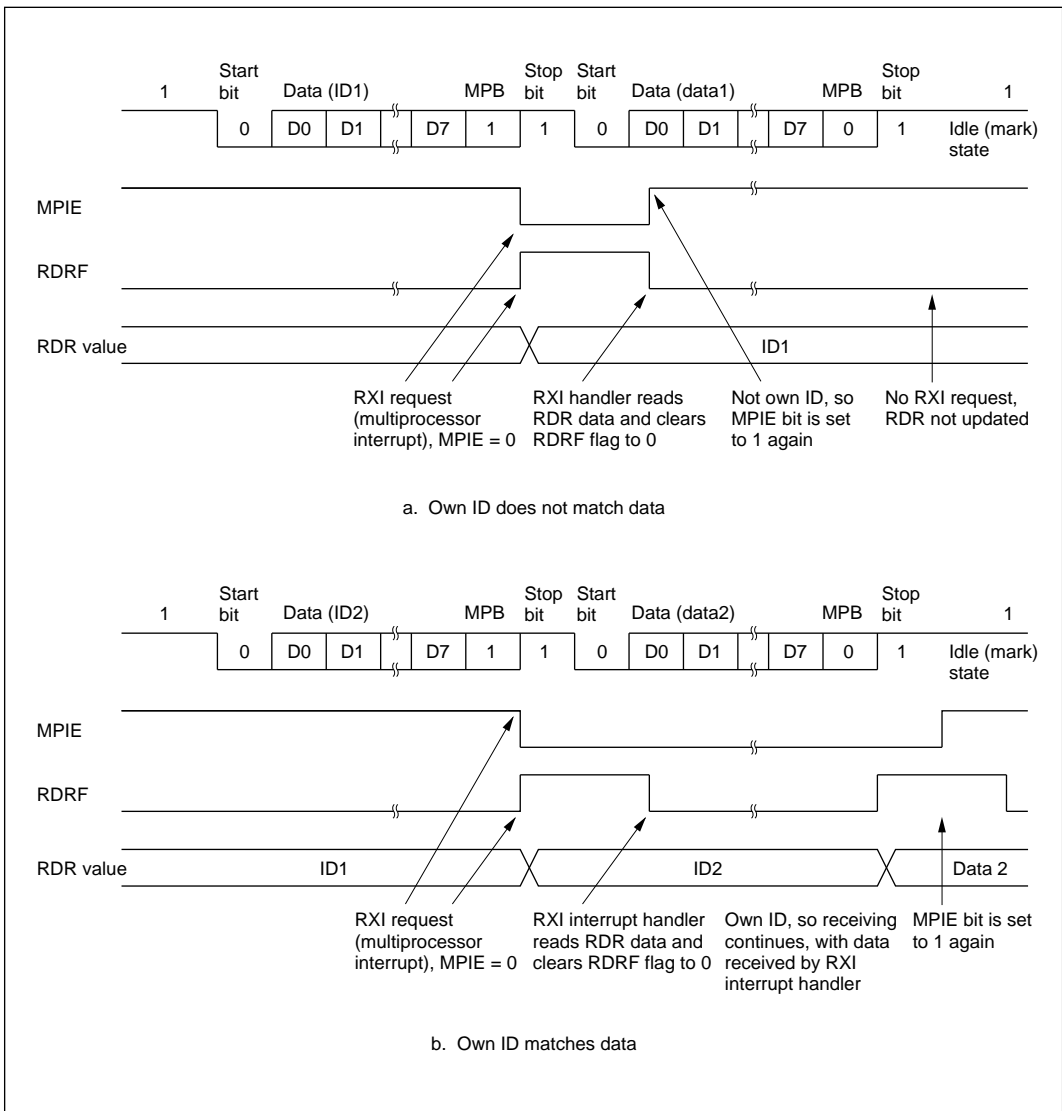 Start Stop Start Stop
1 bit Data (ID1) MPB bit bit Data (data1) MPB bit 1
0 D0 D1 D7 1 1 0 D0 D1 D7 0 1 Idle (mark)
state
MPIE
RDRF
RDR value ID1
RXI request RXI handler reads Not own ID, so No RXI request,
(multiprocessor RDR data and clears MPIE bit is set RDR not updated
interrupt), MPIE = 0 RDRF flag to 0 to 1 again
a. Own ID does not match data
Start Stop Start Stop
1 bit Data (ID2) MPB bit bit Data (data2) MPB bit 1
0 D0 D1 D7 1 1 0 D0 D1 D7 0 1 Idle (mark)
state
MPIE
RDRF
RDR value ID1 ID2 Data 2
RXI request RXI interrupt handler Own ID, so receiving MPIE bit is set
(multiprocessor reads RDR data and continues, with data to 1 again
interrupt), MPIE = 0 clears RDRF flag to 0 received by RXI
interrupt handler
b. Own ID matches data